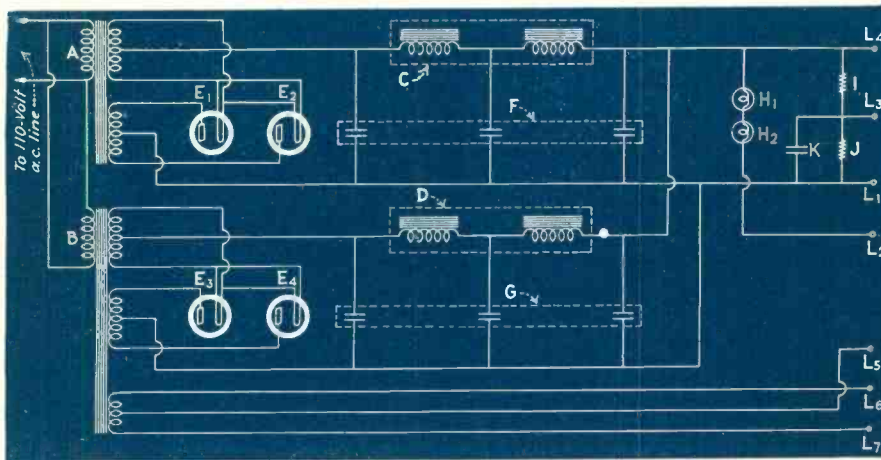 A
C
L4
I
H1
E1
E2
F
L3
H2
K
J
To 110-Volt
a.c. line
L1
D
B
L2
E3
E4
G
L5
L6
L7